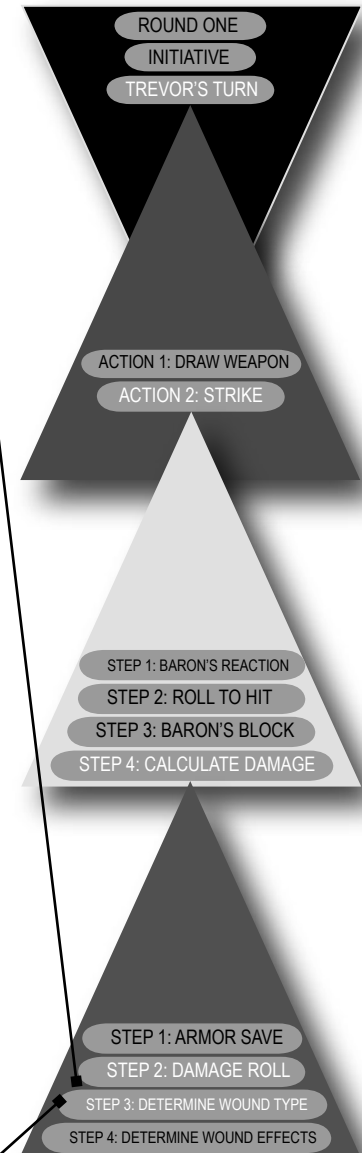 ROUND ONE
INITIATIVE
TREVOR'S TURN
ACTION 1: DRAW WEAPON
ACTION 2: STRIKE
STEP 1: BARON'S REACTION
STEP 2: ROLL TO HIT
STEP 3: BARON'S BLOCK
STEP 4: CALCULATE DAMAGE
STEP 1: ARMOR SAVE
STEP 2: DAMAGE ROLL
STEP 3: DETERMINE WOUND TYPE
STEP 4: DETERMINE WOUND EFFECTS